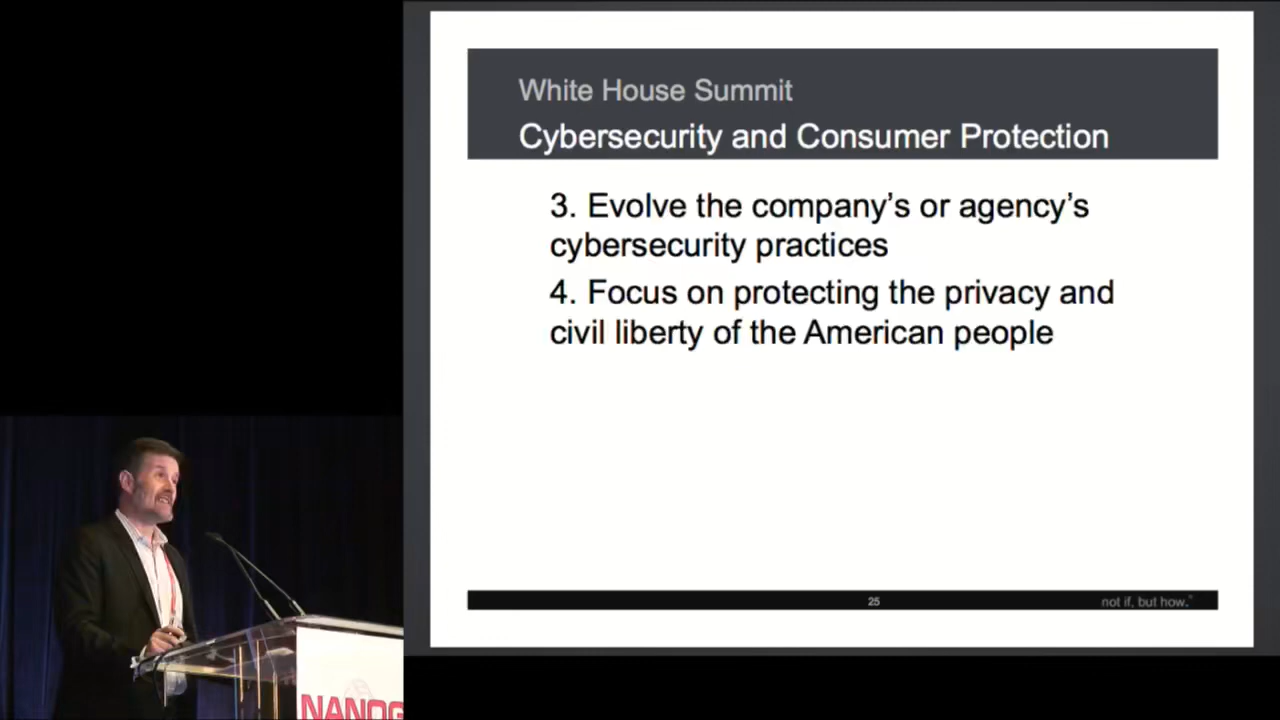 White House Summit
Cybersecurity and Consumer Protection
3. Evolve the company's or agency's
cybersecurity practices
4. Focus on protecting the privacy and
civil liberty of the American people
25
not if, but how.
NANOG